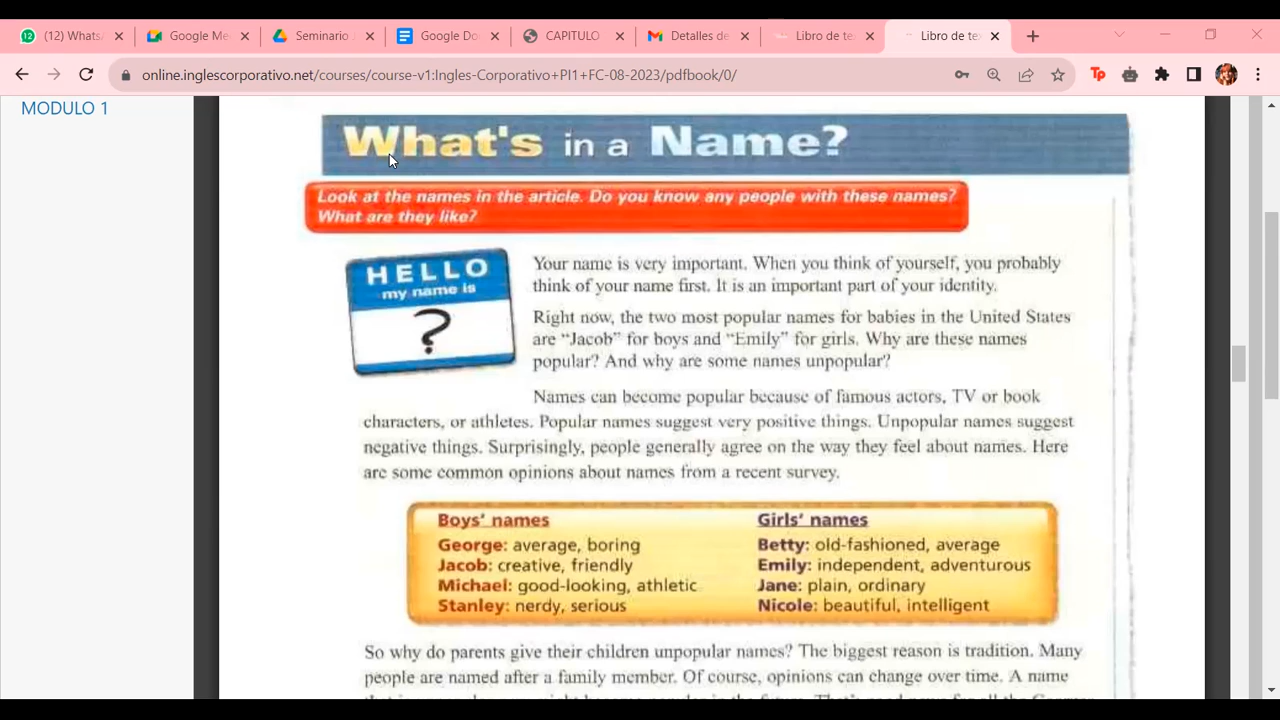 (12) Whats
Google Me
Seminario
Google Do
CAPITULO
Detalles de
Libro de te
Libro de te
online.inglescorporativo.net/courses/course-v1:Ingles-Corporativo+PI1+FC-08-2023/pdfbook/0/
MODULO 1
What's in a Name?
Look at the names in the article. Do you know any people with these names?
What are they like?
HELLO
my name is
?
Your name is very important. When you think of yourself, you probably
think of your name first. It is an important part of your identity.
Right now, the two most popular names for babies in the United States
are “Jacob” for boys and “Emily” for girls. Why are these names
popular? And why are some names unpopular?
Names can become popular because of famous actors, TV or book
characters, or athletes. Popular names suggest very positive things. Unpopular names suggest
negative things. Surprisingly, people generally agree on the way they feel about names. Here
are some common opinions about names from a recent survey.
Boys' names
George: average, boring
Jacob: creative, friendly
Michael: good-looking, athletic
Stanley: nerdy, serious
Girls' names
Betty: old-fashioned, average
Emily: independent, adventurous
Jane: plain, ordinary
Nicole: beautiful, intelligent
So why do parents give their children unpopular names? The biggest reason is tradition. Many
people are named after a family member. Of course, opinions can change over time. A name